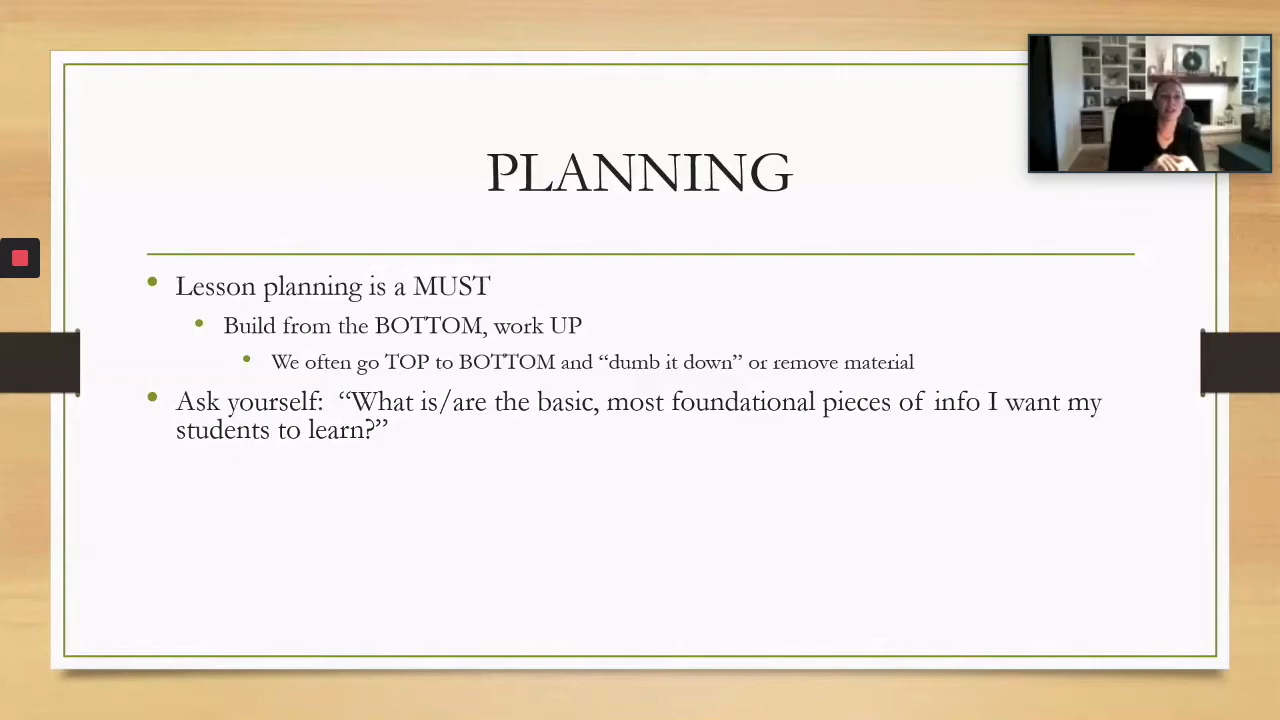 PLANNING
Lesson planning is a MUST
Build from the BOTTOM, work UP
We often go TOP to BOTTOM and “dumb it down” or remove material
Ask yourself: “What is/are the basic, most foundational pieces of info I want my
students to learn?”